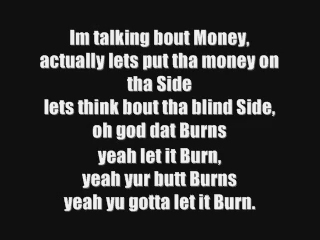 Im talking bout Money,
actually lets put tha money on
tha Side
lets think bout tha blind Side,
oh god dat Burns
yeah let it Burn,
yeah yur butt Burns
yeah yu gotta let it Burn.